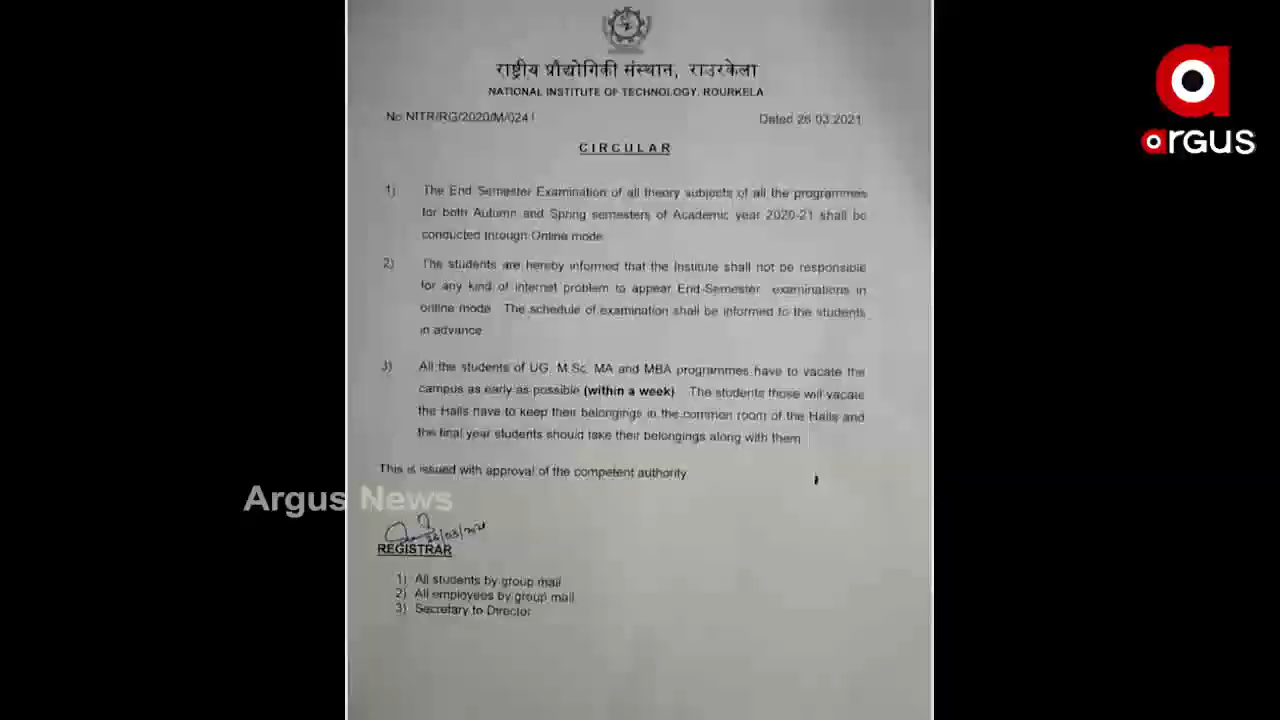 राष्ट्रीय प्रौद्योगिकी संस्थान, राउरकेला
NATIONAL INSTITUTE OF TECHNOLOGY, ROURKELA
No NITR/RG/2020/M/0241
Dated 26 03 2021
CIRCULAR
1) The End Semester Examination of all theory subjects of all the programmes
for both Autumn and Spring semesters of Academic year 2020-21 shall be
conducted through Online mode
2) The students are hereby informed that the Institute shall not be responsible
for any kind of internet problem to appear End-Semester examinations in
online mode The schedule of examination shall be informed to the students
in advance
3) All the students of UG, M.Sc, MA and MBA programmes have to vacate the
campus as early as possible (within a week) The students those will vacate
the Halls have to keep their belongings in the common room of the Halls and
the final year students should take their belongings along with them
This is issued with approval of the competent authority
26/03/2021
REGISTRAR
1) All students by group mail
2) All employees by group mail
3) Secretary to Director
Argus News
argus